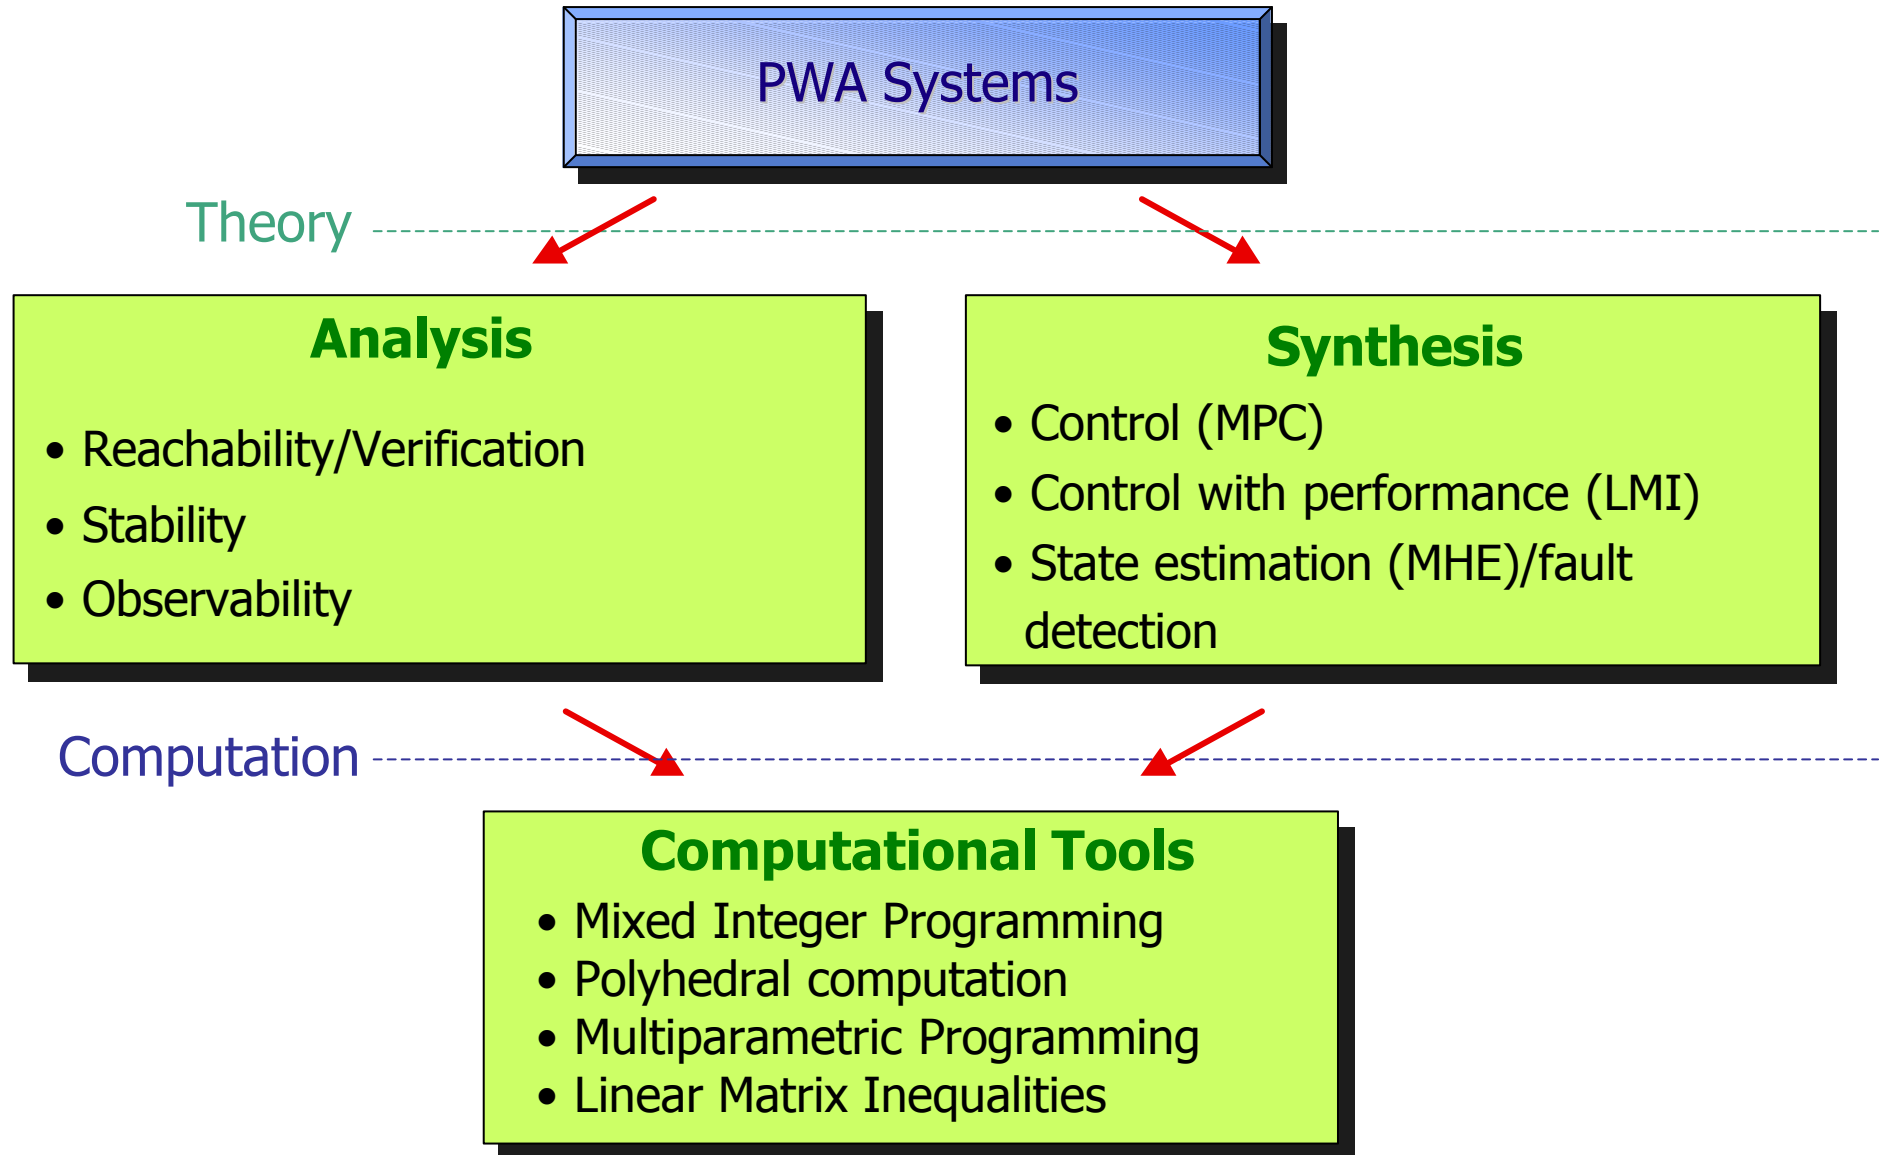 PWA Systems
Theory
Analysis
• Reachability/Verification
• Stability
• Observability
Synthesis
• Control (MPC)
• Control with performance (LMI)
• State estimation (MHE)/fault
detection
Computation
Computational Tools
• Mixed Integer Programming
• Polyhedral computation
• Multiparametric Programming
• Linear Matrix Inequalities